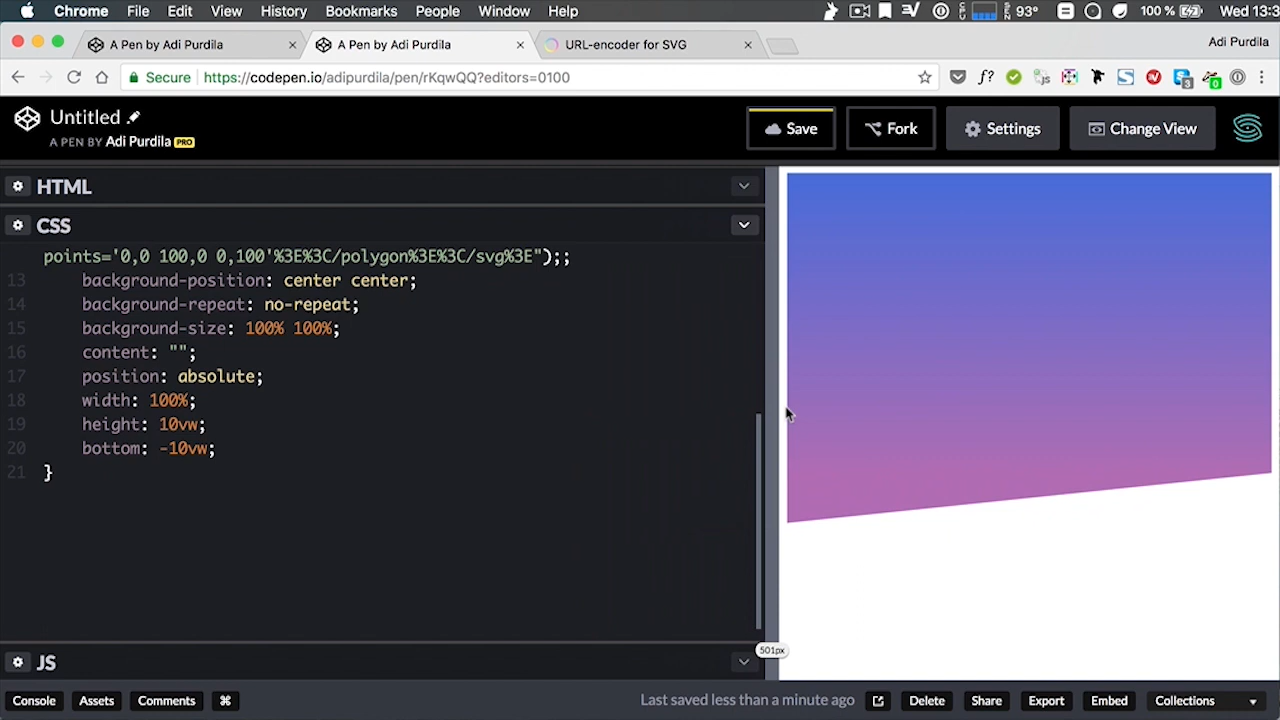 Chrome File Edit View History Bookmarks People Window Help 93° 100% Wed 13:3
A Pen by Adi Purdila A Pen by Adi Purdila URL-encoder for SVG Adi Purdila
Secure https://codepen.io/adipurdila/pen/rKqwQQ?editors=0100 f? 3 0
Untitled
A PEN BY Adi Purdila PRO
Save Fork Settings Change View
HTML
CSS
points='0,0 100,0 0,100'%3E%3C/polygon%3E%3C/svg%3E");;
13 background-position: center center;
14 background-repeat: no-repeat;
15 background-size: 100% 100%;
16 content: "";
17 position: absolute;
18 width: 100%;
19 height: 10vw;
20 bottom: -10vw;
21 }
501px
JS
Console Assets Comments ⌘ Last saved less than a minute ago Delete Share Export Embed Collections